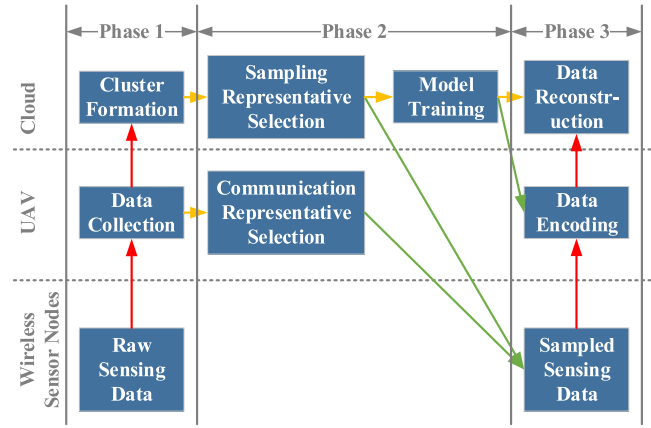 Phase 1
Phase 2
Phase 3
Cloud
Cluster
Formation
Sampling
Representative
Selection
Model
Training
Data
Reconstr-
uction
UAV
Data
Collection
Communication
Representative
Selection
Data
Encoding
Wireless
Sensor Nodes
Raw
Sensing
Data
Sampled
Sensing
Data